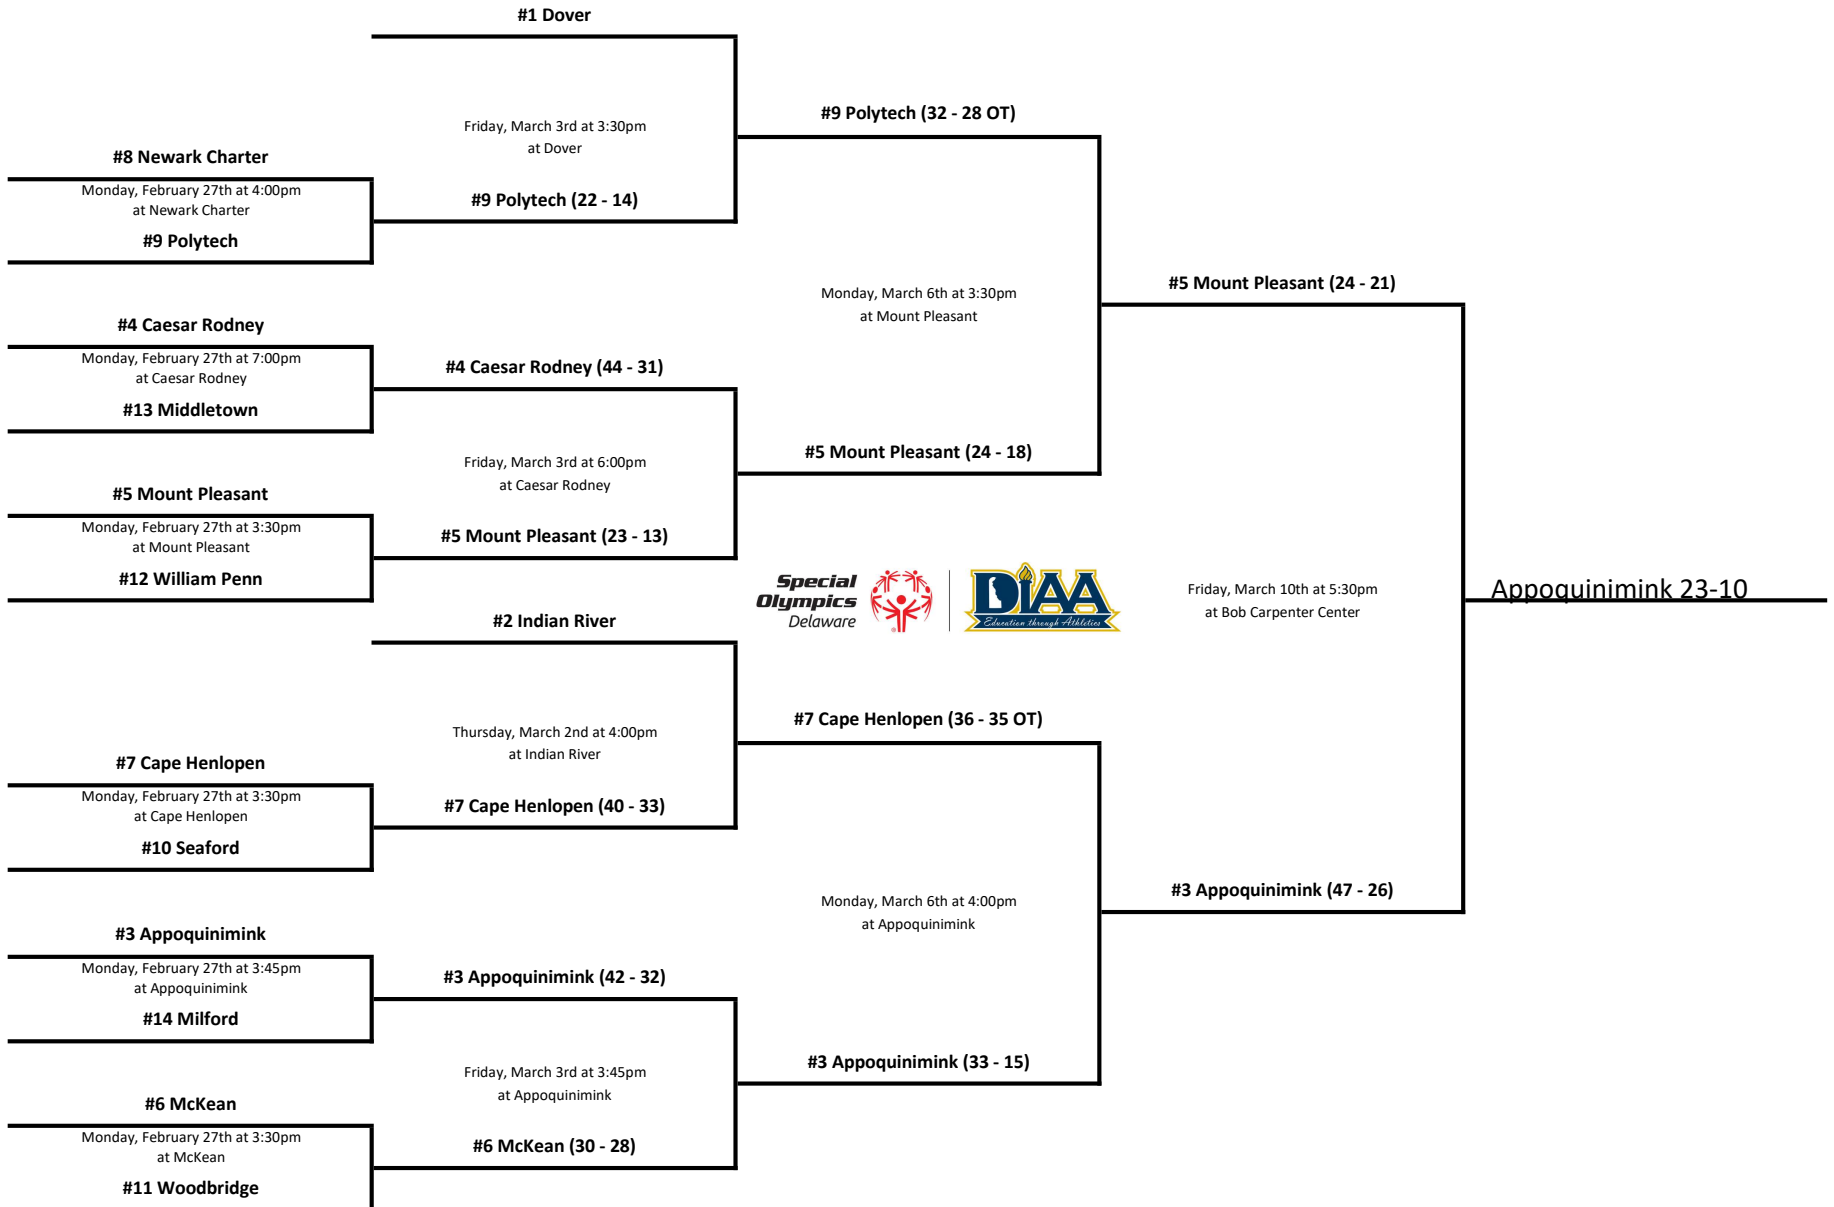 #1 Dover
Friday, March 3rd at 3:30pm
at Dover
#8 Newark Charter
Monday, February 27th at 4:00pm
at Newark Charter
#9 Polytech
#9 Polytech (22 - 14)
#9 Polytech (32 - 28 OT)
#4 Caesar Rodney
Monday, February 27th at 7:00pm
at Caesar Rodney
#13 Middletown
#4 Caesar Rodney (44 - 31)
Friday, March 3rd at 6:00pm
at Caesar Rodney
#5 Mount Pleasant
Monday, February 27th at 3:30pm
at Mount Pleasant
#12 William Penn
#5 Mount Pleasant (23 - 13)
Monday, March 6th at 3:30pm
at Mount Pleasant
#5 Mount Pleasant (24 - 18)
#5 Mount Pleasant (24 - 21)
Special
Olympics
Delaware
DIAA
Education through Athletics
Friday, March 10th at 5:30pm
at Bob Carpenter Center
Appoquinimink 23-10
#2 Indian River
Thursday, March 2nd at 4:00pm
at Indian River
#7 Cape Henlopen
Monday, February 27th at 3:30pm
at Cape Henlopen
#10 Seaford
#7 Cape Henlopen (40 - 33)
#7 Cape Henlopen (36 - 35 OT)
#3 Appoquinimink
Monday, February 27th at 3:45pm
at Appoquinimink
#14 Milford
#3 Appoquinimink (42 - 32)
Friday, March 3rd at 3:45pm
at Appoquinimink
#6 McKean
Monday, February 27th at 3:30pm
at McKean
#11 Woodbridge
#6 McKean (30 - 28)
Monday, March 6th at 4:00pm
at Appoquinimink
#3 Appoquinimink (33 - 15)
#3 Appoquinimink (47 - 26)